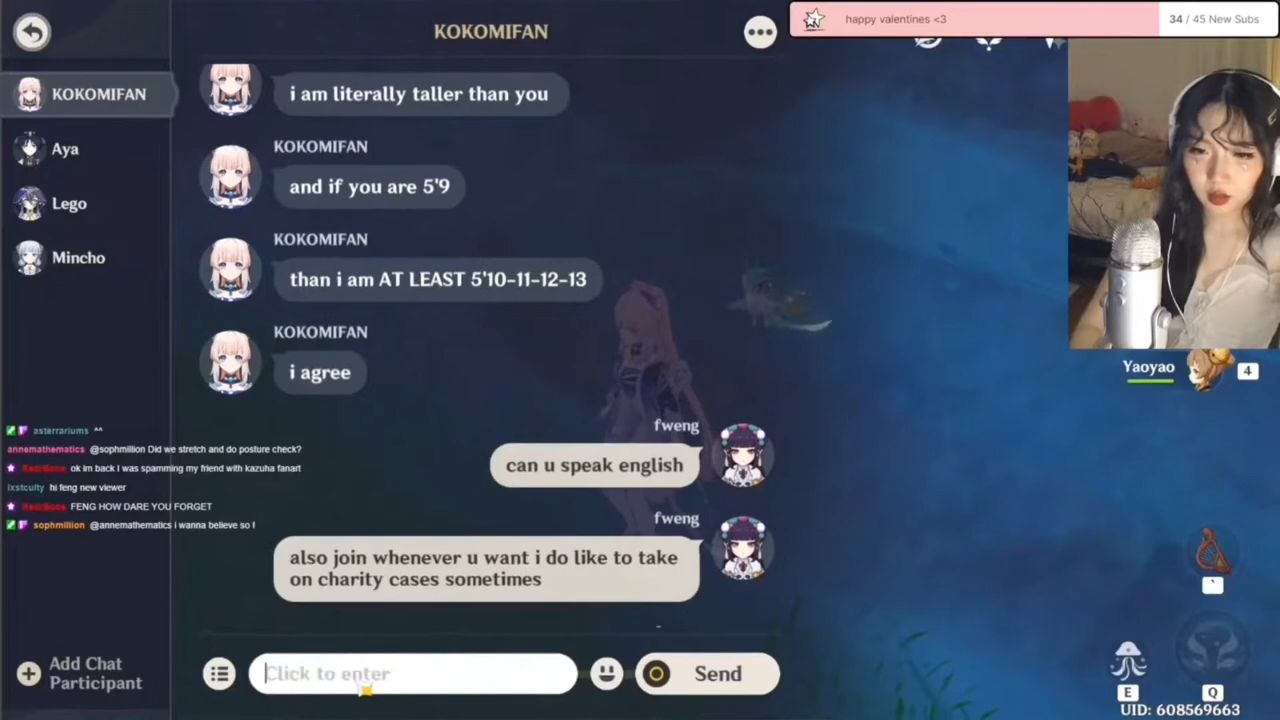 KOKOMIFAN
happy valentines <3
34 / 45 New Subs
KOKOMIFAN
Aya
Lego
Mincho
i am literally taller than you
KOKOMIFAN
and if you are 5'9
KOKOMIFAN
than i am AT LEAST 5'10-11-12-13
KOKOMIFAN
i agree
fweng
can u speak english
fweng
also join whenever u want i do like to take
on charity cases sometimes
asterrariums ^^
annemathematics @sophmillion Did we stretch and do posture check?
ok im back I was spamming my friend with kazuha fanart
hi feng new viewer
FENG HOW DARE YOU FORGET
sophmillion @annemathematics i wanna believe so !
Yaoyao
4
Add Chat
Participant
Click to enter
Send
E
Q
UID: 608569663